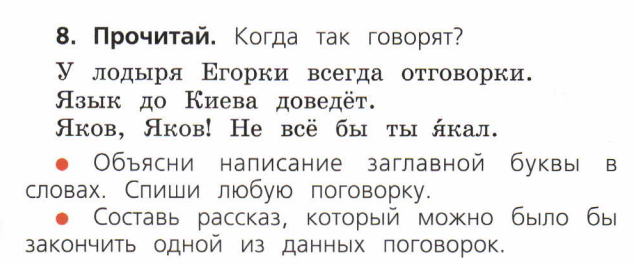 8. Прочитай. Когда так говорят?
У лодыря Егорки всегда отговорки.
Язык до Киева доведёт.
Яков, Яков! Не всё бы ты я́кал.
● Объясни написание заглавной буквы в
словах. Спиши любую поговорку.
● Составь рассказ, который можно было бы
закончить одной из данных поговорок.